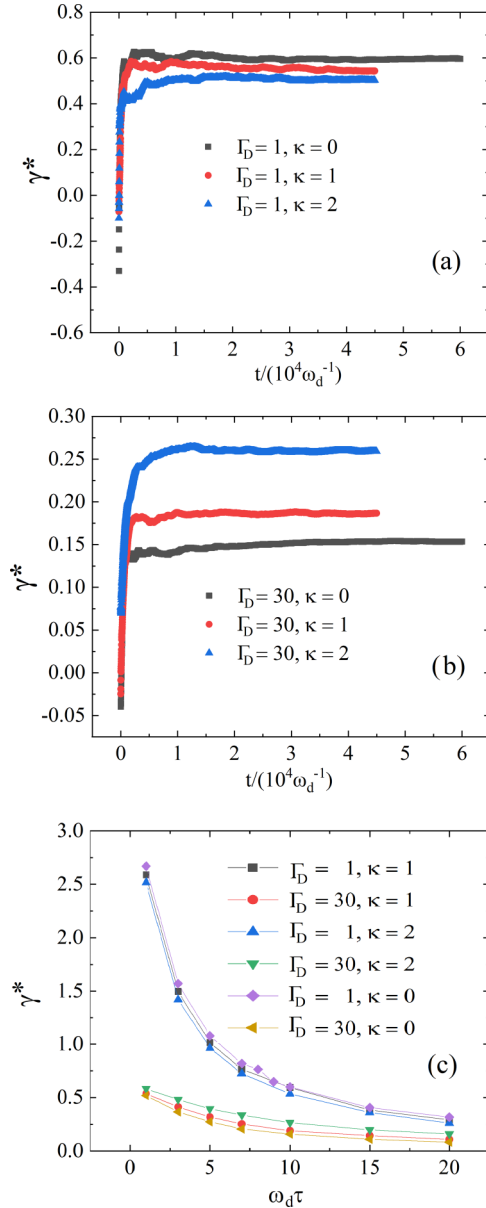 0.8
0.6
0.4
0.2
0.0
-0.2
-0.4
-0.6
γ*
Γ_D = 1, κ = 0
Γ_D = 1, κ = 1
Γ_D = 1, κ = 2
(a)
0 1 2 3 4 5 6
t/(10⁴ω_d⁻¹)
0.30
0.25
0.20
0.15
0.10
0.05
0.00
-0.05
γ*
Γ_D = 30, κ = 0
Γ_D = 30, κ = 1
Γ_D = 30, κ = 2
(b)
0 1 2 3 4 5 6
t/(10⁴ω_d⁻¹)
3.0
2.5
2.0
1.5
1.0
0.5
0.0
γ*
Γ_D = 1, κ = 1
Γ_D = 30, κ = 1
Γ_D = 1, κ = 2
Γ_D = 30, κ = 2
Γ_D = 1, κ = 0
Γ_D = 30, κ = 0
(c)
0 5 10 15 20
ω_dτ